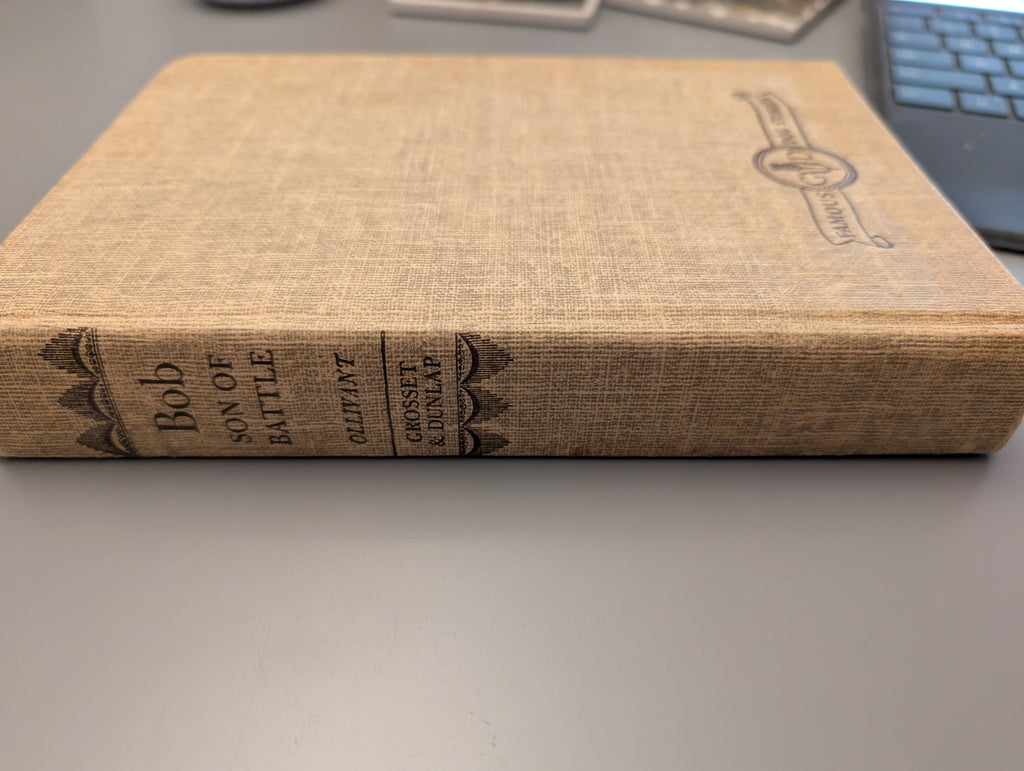 Bob
SON OF
BATTLE
OLLIVANT
GROSSET
& DUNLAP
FAMOUS